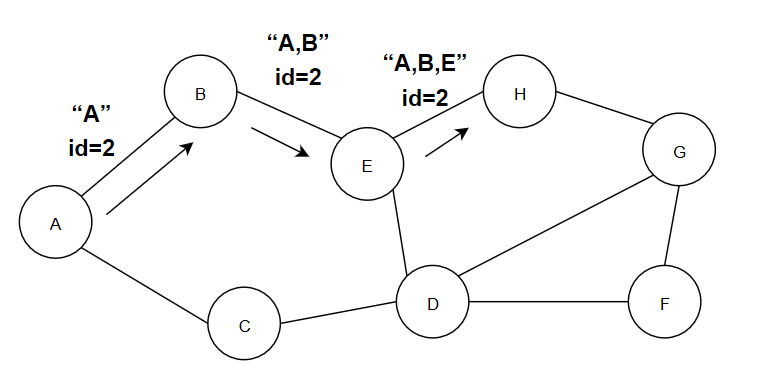 “A,B”
id=2
“A,B,E”
id=2
“A”
id=2
B
H
E
G
A
C
D
F